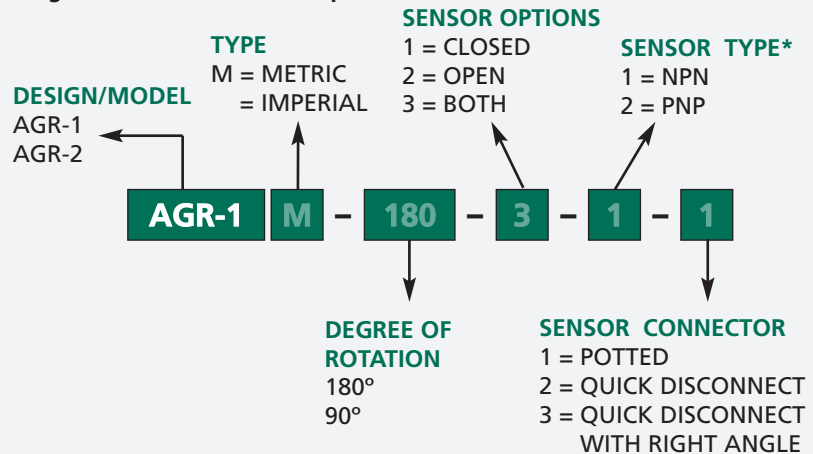 SENSOR OPTIONS
1 = CLOSED
2 = OPEN
3 = BOTH
TYPE
M = METRIC
= IMPERIAL
SENSOR TYPE*
1 = NPN
2 = PNP
DESIGN/MODEL
AGR-1
AGR-2
AGR-1 M – 180 – 3 – 1 – 1
DEGREE OF
ROTATION
180º
90º
SENSOR CONNECTOR
1 = POTTED
2 = QUICK DISCONNECT
3 = QUICK DISCONNECT
WITH RIGHT ANGLE